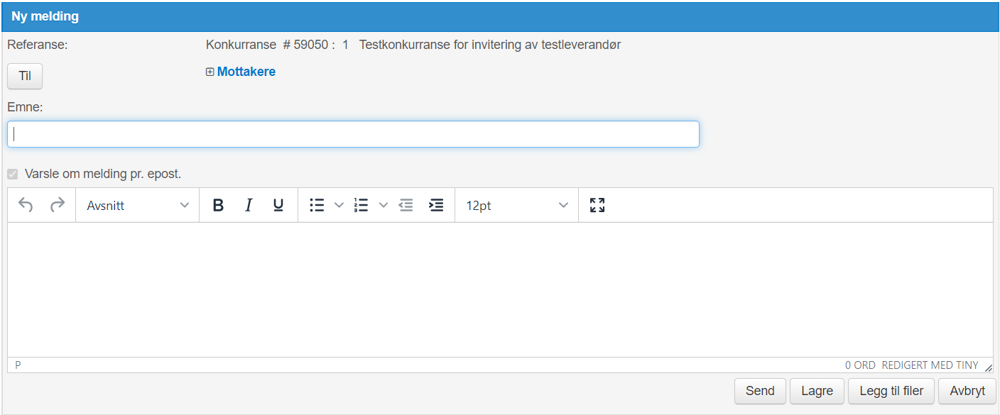 Ny melding
Referanse: Konkurranse # 59050 : 1 Testkonkurranse for invitering av testleverandør
Til Mottakere
Emne:
Varsle om melding pr. epost.
Avsnitt B I U 12pt
P 0 ORD REDIGERT MED TINY
Send Lagre Legg til filer Avbryt